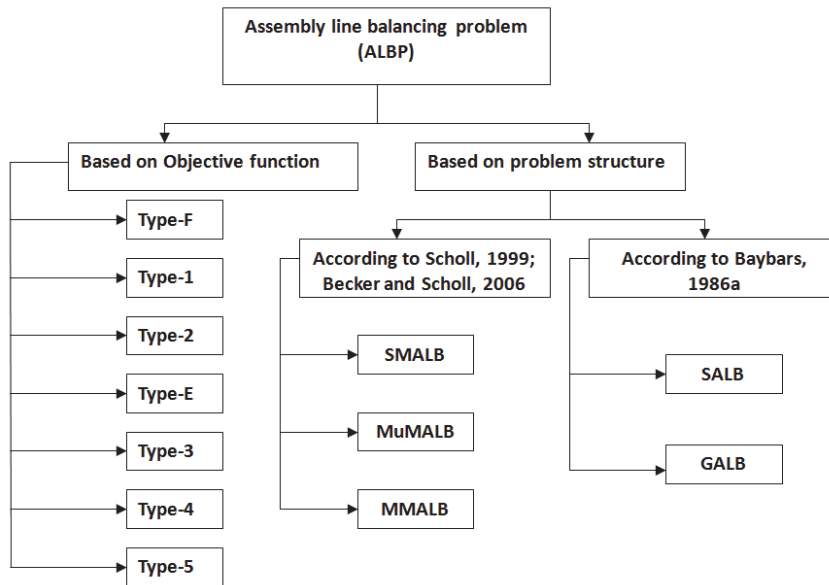 Assembly line balancing problem
(ALBP)
Based on Objective function
Based on problem structure
Type-F
Type-1
Type-2
Type-E
Type-3
Type-4
Type-5
According to Scholl, 1999;
Becker and Scholl, 2006
SMALB
MuMALB
MMALB
According to Baybars,
1986a
SALB
GALB